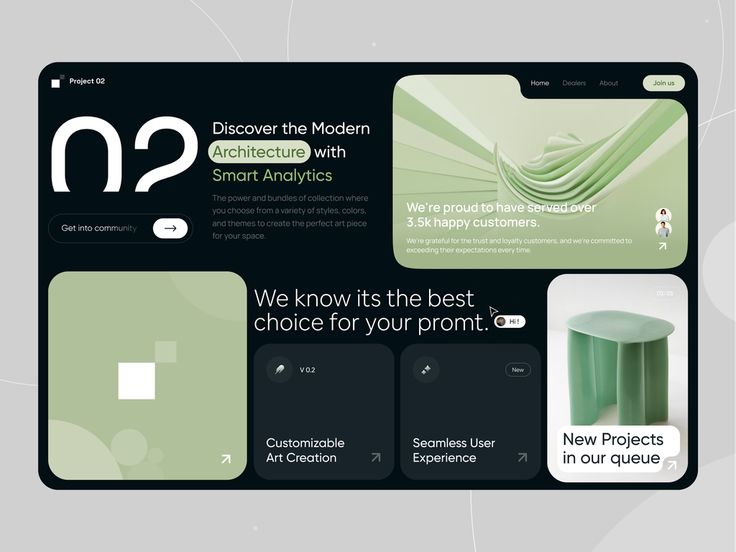 Project 02
Home
Dealers
About
Join us
02
Discover the Modern
Architecture with
Smart Analytics
The power and bundles of collection where
you choose from a variety of styles, colors,
and themes to create the perfect art piece
for your space.
Get into community
We're proud to have served over
3.5k happy customers.
We're grateful for the trust and loyalty customers, and we're committed to
exceeding their expectations every time.
We know its the best
choice for your promt.
Hi !
V 0.2
Customizable
Art Creation
New
Seamless User
Experience
New Projects
in our queue